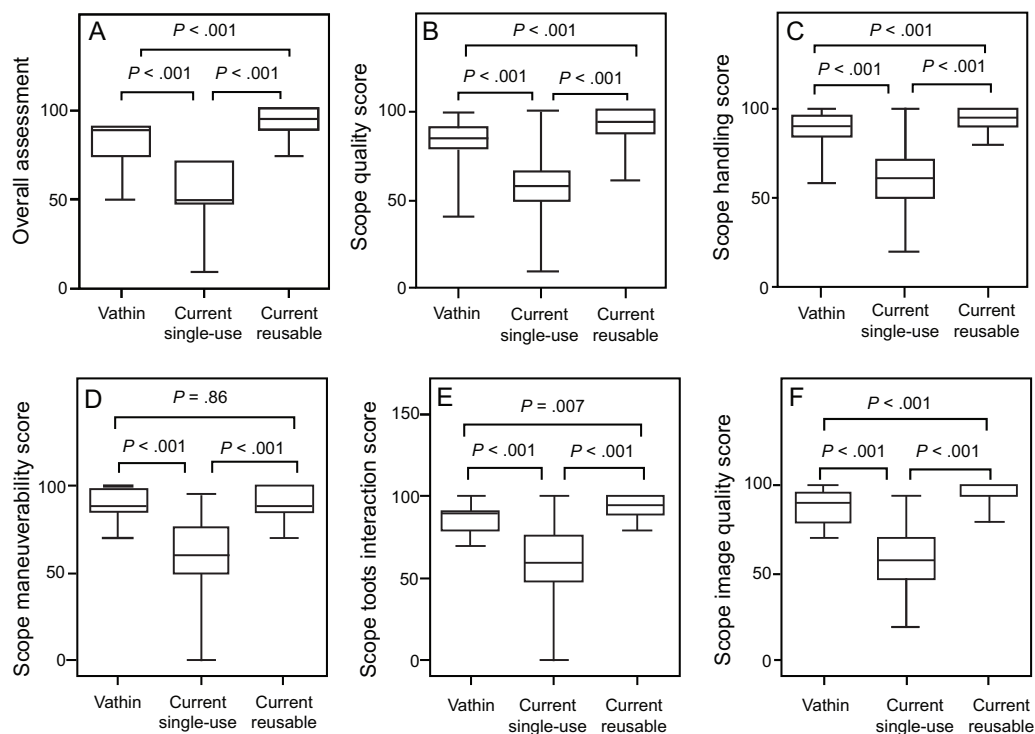 A
Overall assessment
P < .001
P < .001
P < .001
100
50
0
Vathin
Current
single-use
Current
reusable
B
Scope quality score
P < .001
P < .001
P < .001
100
50
0
Vathin
Current
single-use
Current
reusable
C
Scope handling score
P < .001
P < .001
P < .001
100
50
0
Vathin
Current
single-use
Current
reusable
D
Scope maneuverability score
P = .86
P < .001
P < .001
100
50
0
Vathin
Current
single-use
Current
reusable
E
Scope toots interaction score
150
P = .007
P < .001
P < .001
100
50
0
Vathin
Current
single-use
Current
reusable
F
Scope image quality score
P < .001
P < .001
P < .001
100
50
0
Vathin
Current
single-use
Current
reusable